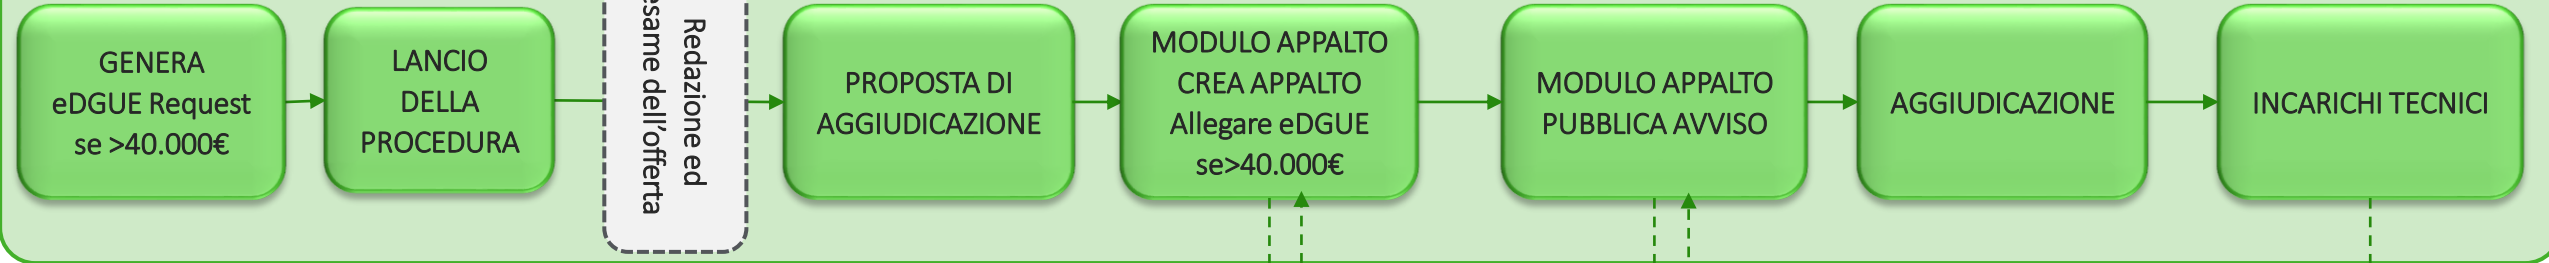 GENERA
eDGUE Request
se >40.000€
LANCIO
DELLA
PROCEDURA
Redazione ed
esame dell'offerta
PROPOSTA DI
AGGIUDICAZIONE
MODULO APPALTO
CREA APPALTO
Allegare eDGUE
se>40.000€
MODULO APPALTO
PUBBLICA AVVISO
AGGIUDICAZIONE
INCARICHI TECNICI